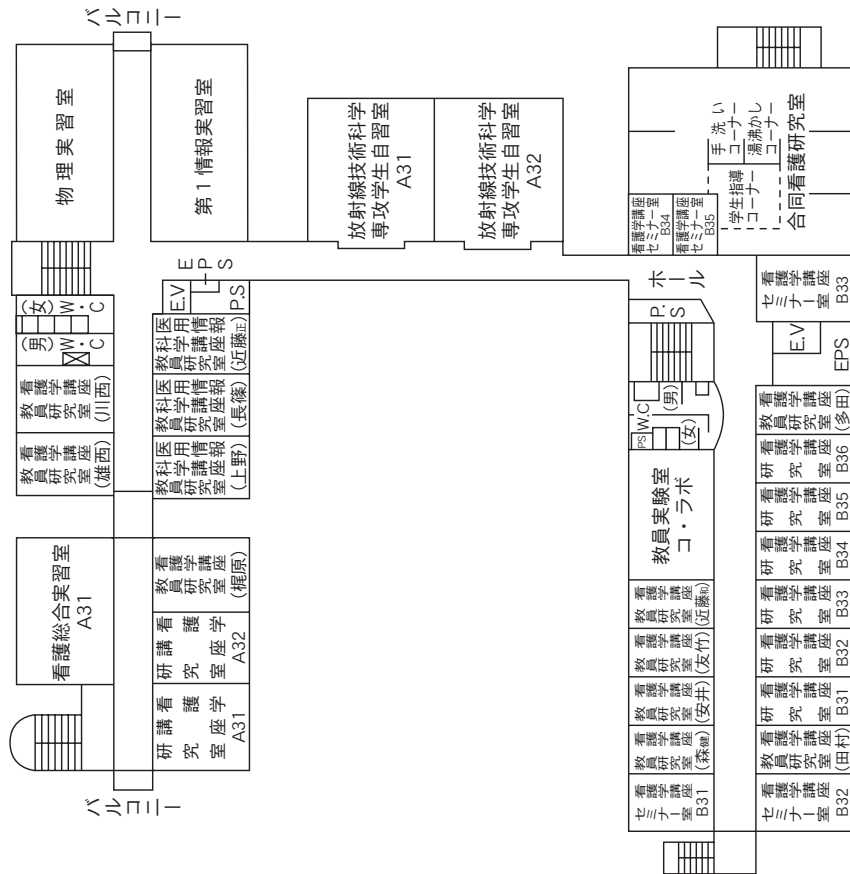 バルコニー
物理実習室
第1情報実習室
放射線技術科学
専攻学生自習室
A31
放射線技術科学
専攻学生自習室
A32
手洗い
コーナー
湯沸かし
コーナー
学生指導
コーナー
合同看護研究室
看護学講座
セミナー室
B34
看護学講座
セミナー室
B35
EPS
E.V
P.S
(女)
W・C
(男)
W・C
ホール
P.S
看護学講座
セミナー室
B33
E.V
EPS
看護学講座
教員研究室
(川西)
看護学講座
教員研究室
(雄西)
医用情報
科学講座
教員研究室
(近藤正)
医用情報
科学講座
教員研究室
(長篠)
医用情報
科学講座
教員研究室
(上野)
PS
W.C
(男)
(女)
看護学講座
教員研究室
(多田)
看護学講座
研究室
B36
看護学講座
研究室
B35
看護学講座
研究室
B34
看護学講座
研究室
B33
看護学講座
研究室
B32
看護学講座
研究室
B31
看護学講座
教員研究室
(田村)
看護学講座
セミナー室
B32
教員実験室
コ・ラボ
看護学講座
教員研究室
(近藤和)
看護学講座
教員研究室
(友竹)
看護学講座
教員研究室
(安井)
看護学講座
教員研究室
(森健)
看護学講座
セミナー室
B31
看護総合実習室
A31
看護学講座
教員研究室
(梶原)
看護学
講座
研究室
A32
看護学
講座
研究室
A31
バルコニー